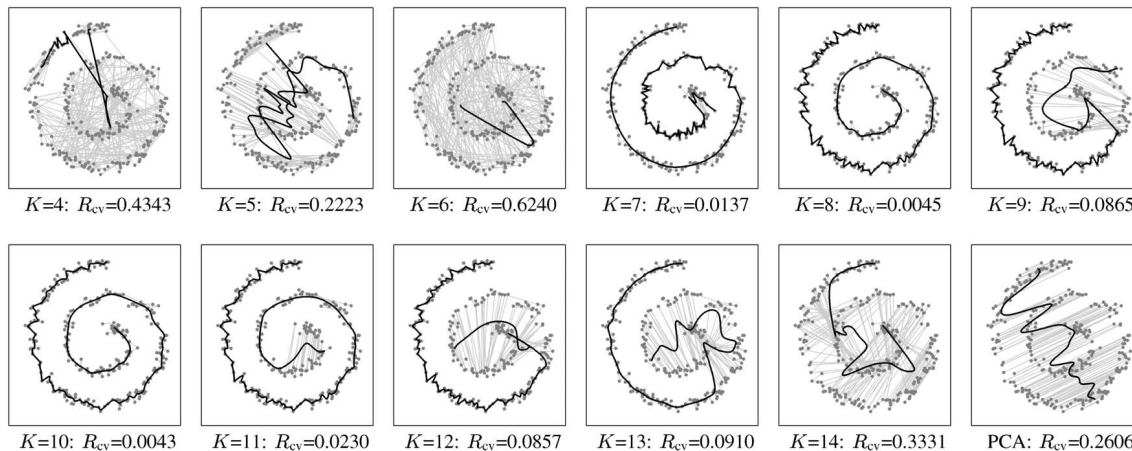 K=4: Rcv=0.4343
K=5: Rcv=0.2223
K=6: Rcv=0.6240
K=7: Rcv=0.0137
K=8: Rcv=0.0045
K=9: Rcv=0.0865
K=10: Rcv=0.0043
K=11: Rcv=0.0230
K=12: Rcv=0.0857
K=13: Rcv=0.0910
K=14: Rcv=0.3331
PCA: Rcv=0.2606